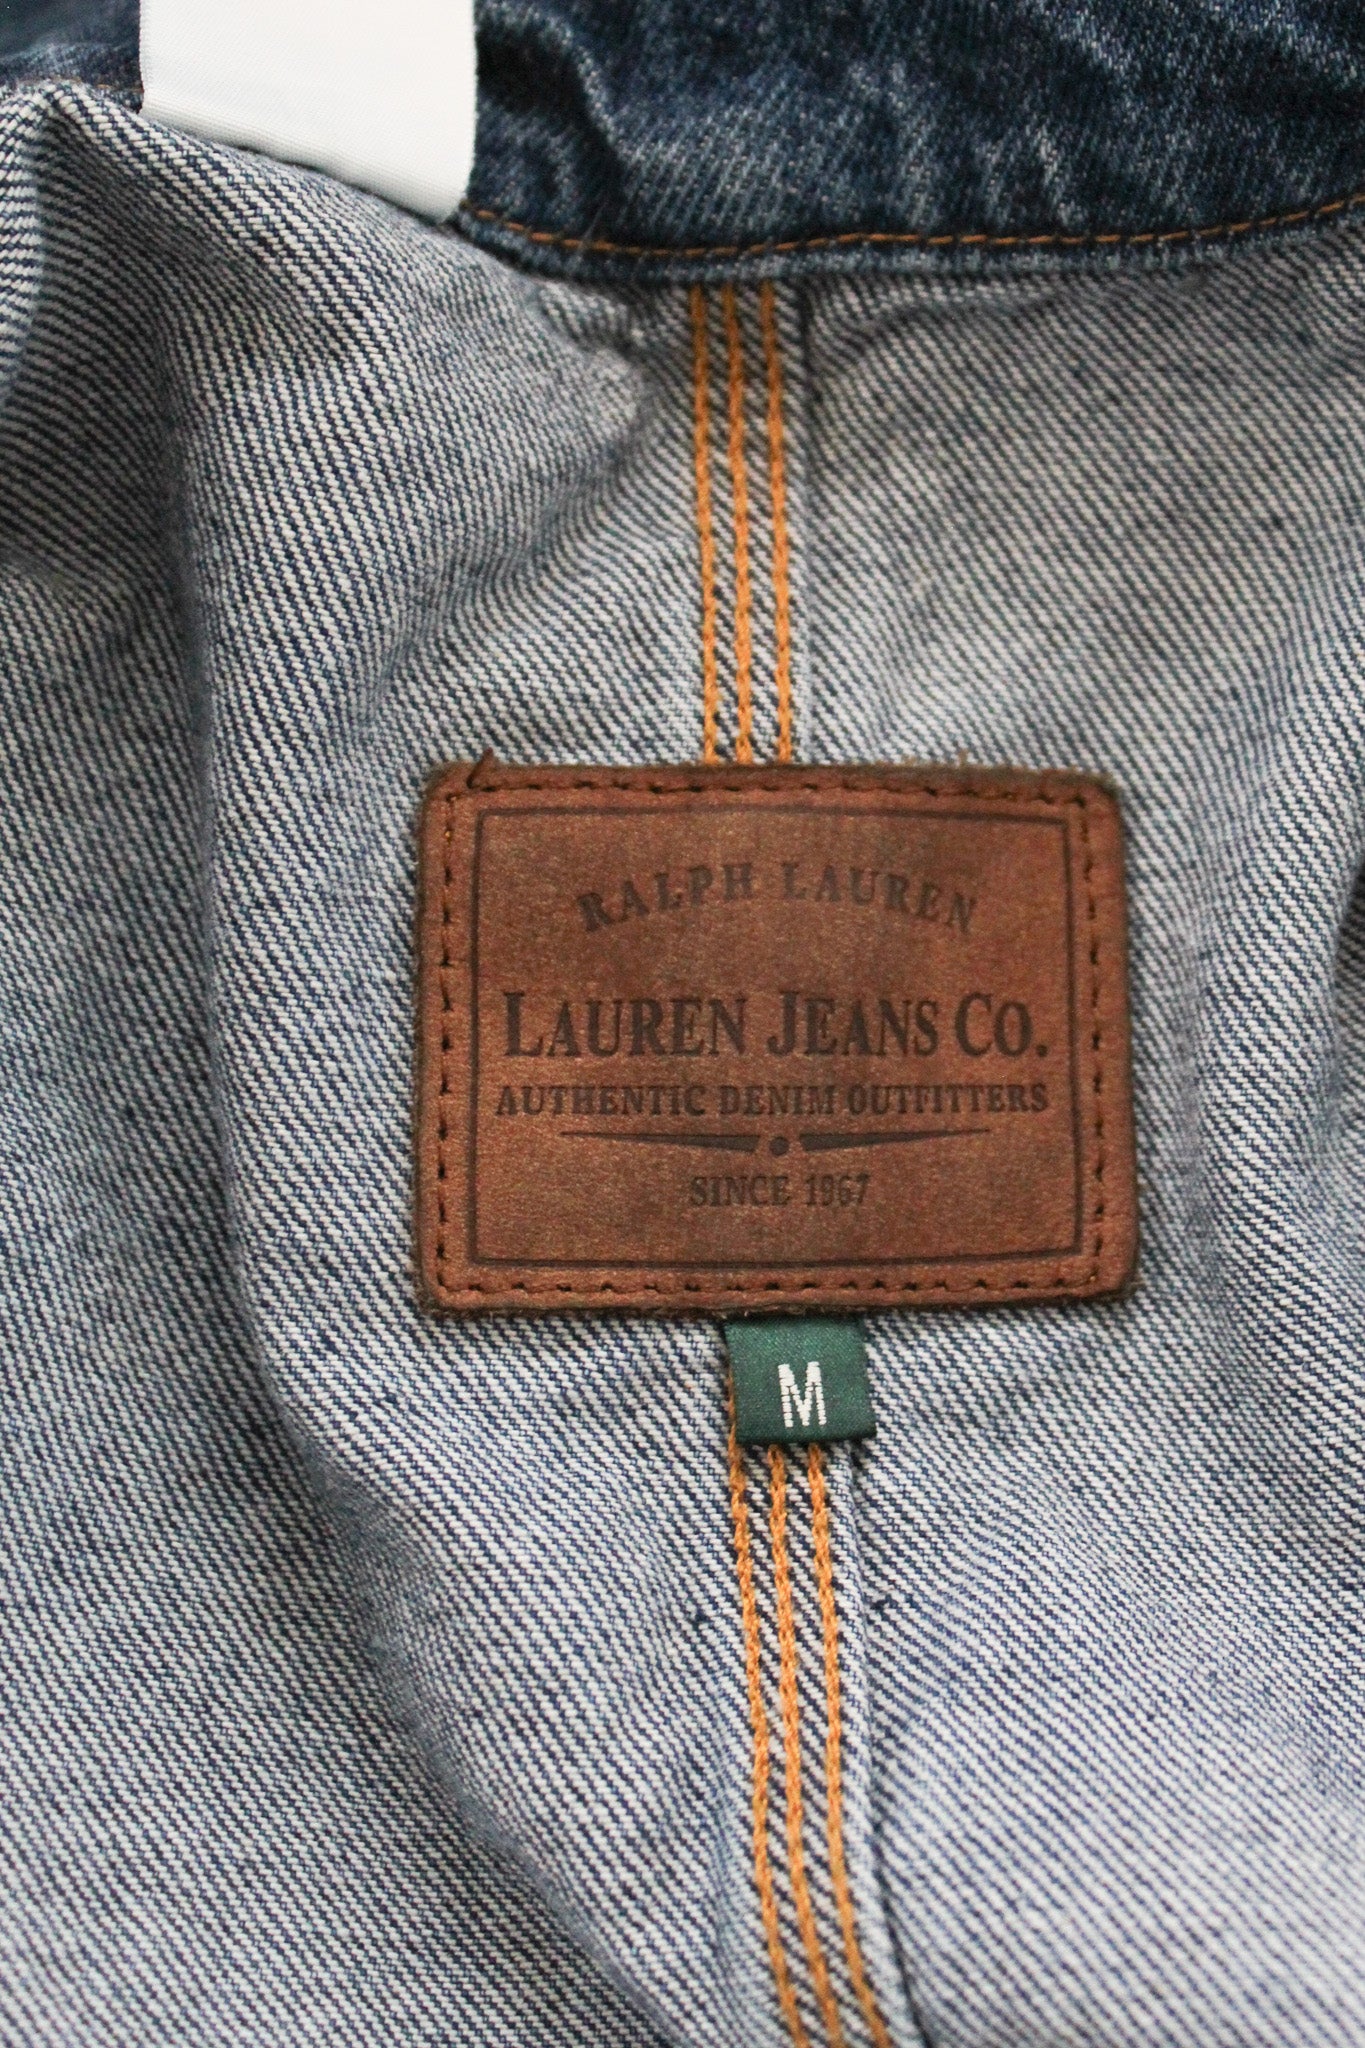 RALPH LAUREN
LAUREN JEANS CO.
AUTHENTIC DENIM OUTFITTERS
SINCE 1967
M